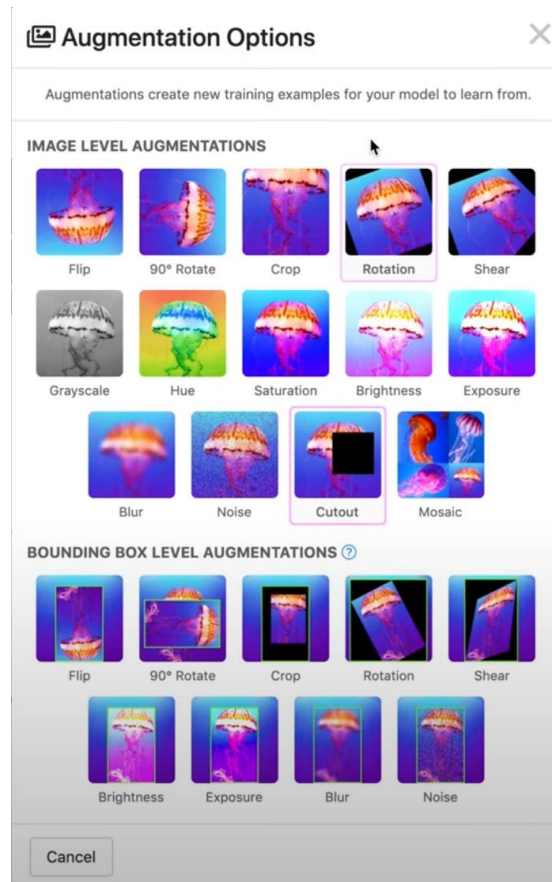 Augmentation Options
Augmentations create new training examples for your model to learn from.
IMAGE LEVEL AUGMENTATIONS
Flip 90° Rotate Crop Rotation Shear
Grayscale Hue Saturation Brightness Exposure
Blur Noise Cutout Mosaic
BOUNDING BOX LEVEL AUGMENTATIONS ?
Flip 90° Rotate Crop Rotation Shear
Brightness Exposure Blur Noise
Cancel